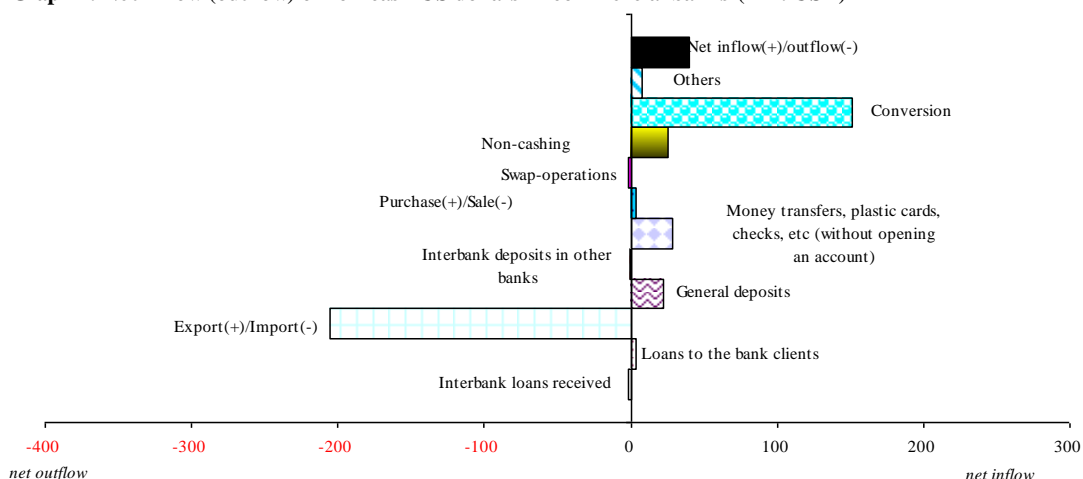 Net inflow(+)/outflow(-)
Others
Conversion
Non-cashing
Swap-operations
Purchase(+)/Sale(-)
Money transfers, plastic cards,
checks, etc (without opening
an account)
Interbank deposits in other
banks
General deposits
Export(+)/Import(-)
Loans to the bank clients
Interbank loans received
-400 -300 -200 -100 0 100 200 300
net outflow net inflow